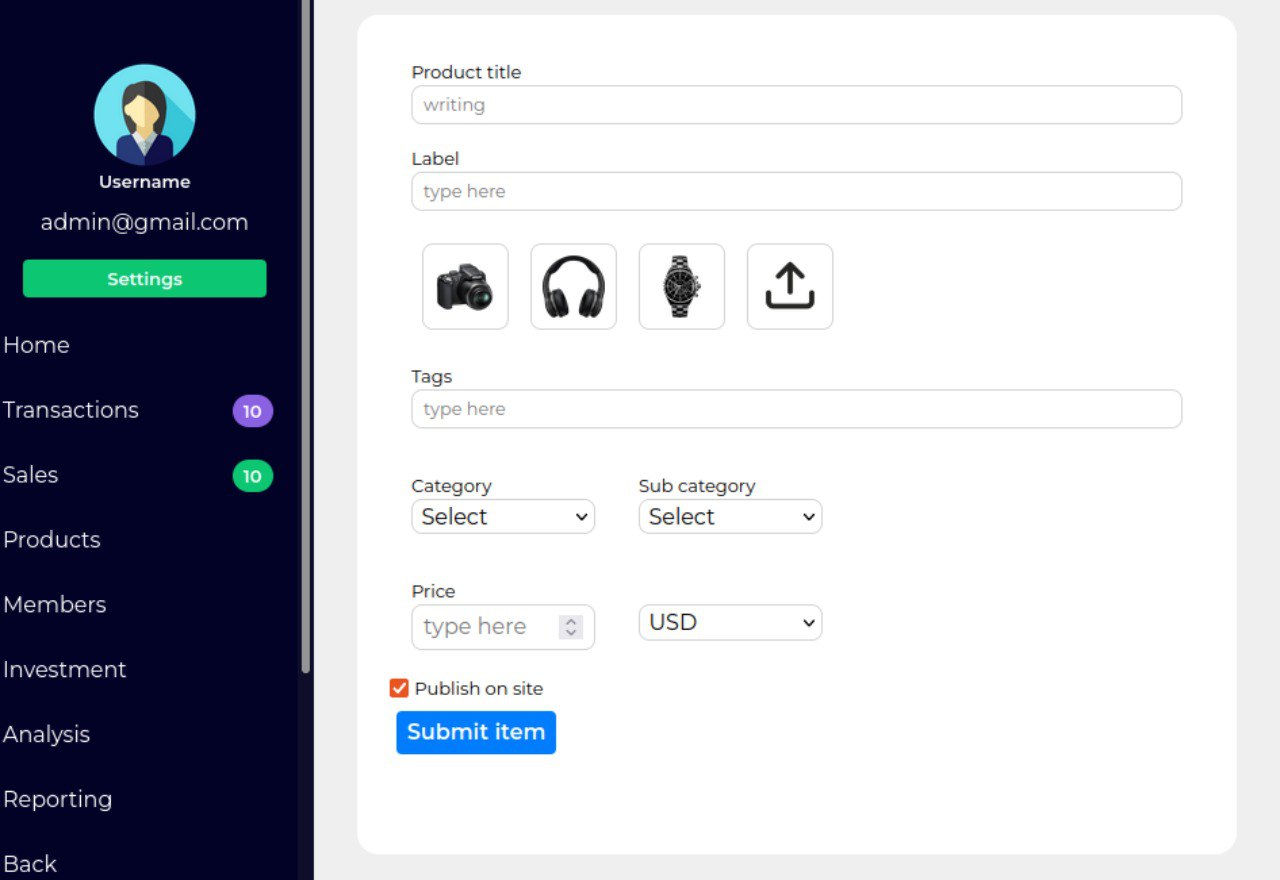 Username
admin@gmail.com
Settings
Home
Transactions 10
Sales 10
Products
Members
Investment
Analysis
Reporting
Back
Product title
writing
Label
type here
Tags
type here
Category Sub category
Select Select
Price
type here USD
Publish on site
Submit item